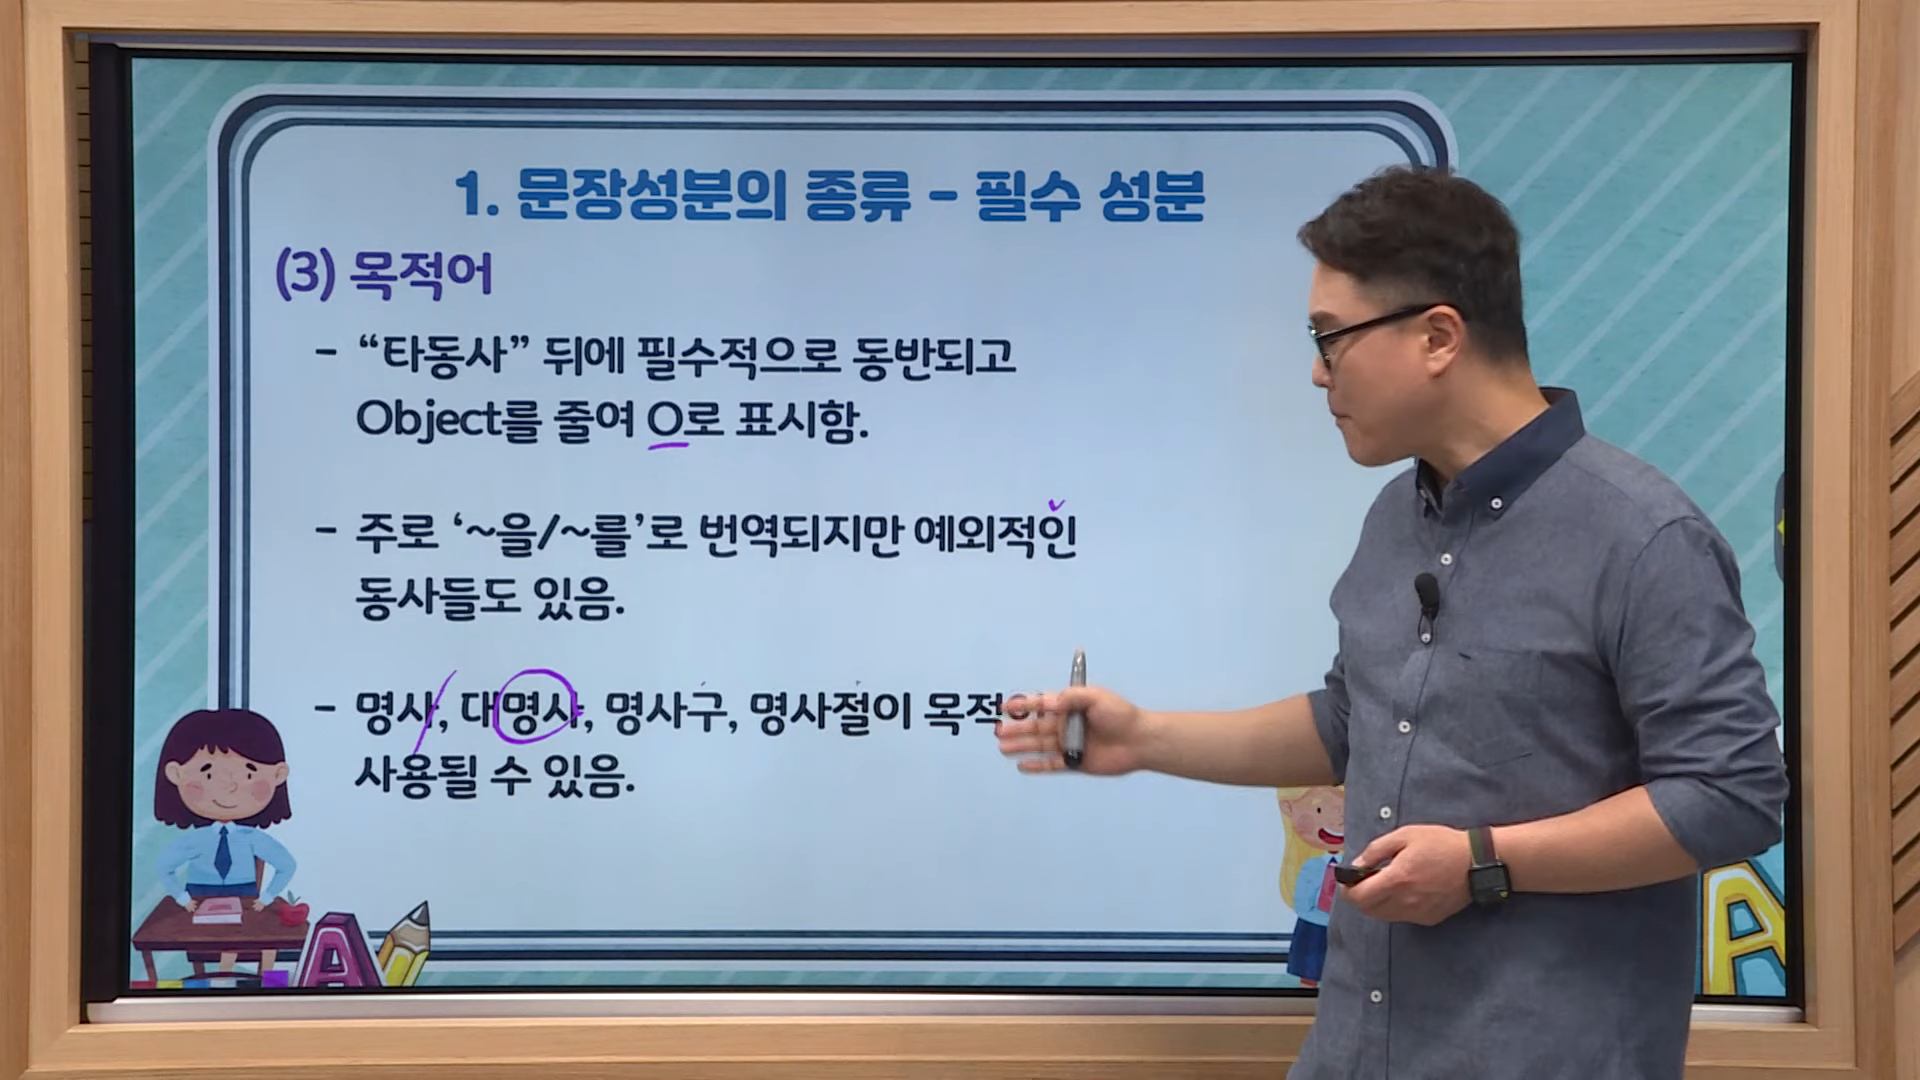 1. 문장성분의 종류 - 필수 성분
(3) 목적어
- “타동사” 뒤에 필수적으로 동반되고
Object를 줄여 O로 표시함.
- 주로 ‘~을/~를’로 번역되지만 예외적인
동사들도 있음.
- 명사, 대명사, 명사구, 명사절이
사용될 수 있음.
A
A